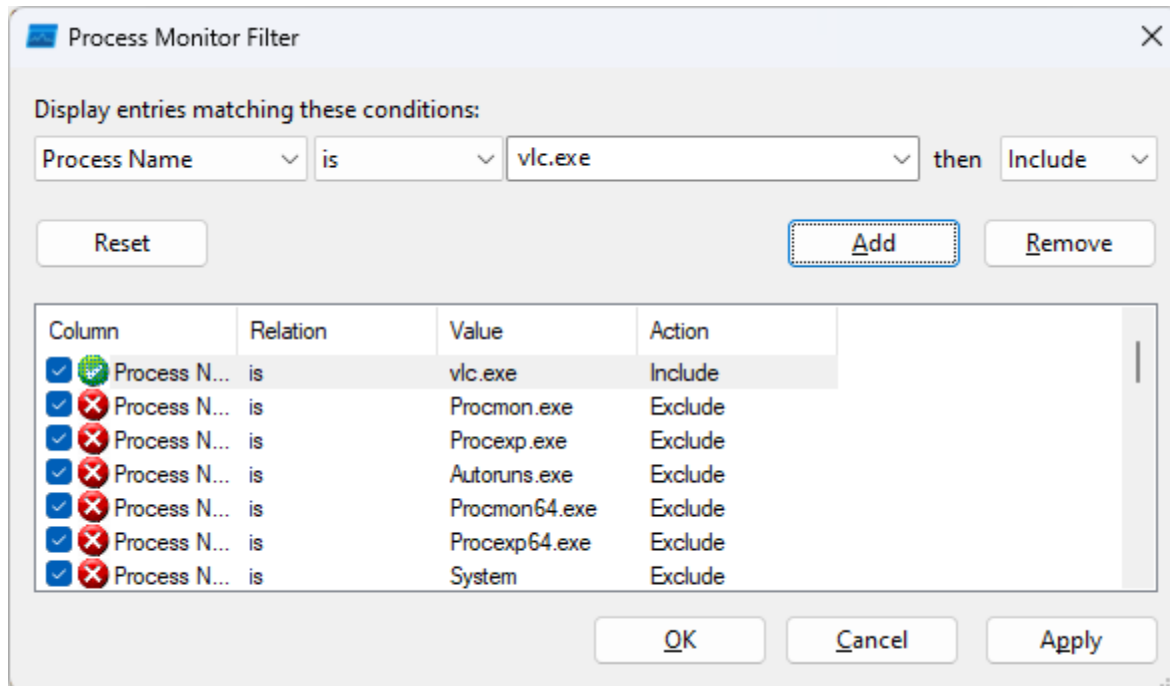 Process Monitor Filter
Display entries matching these conditions:
Process Name is vlc.exe then Include
Reset Add Remove
Column Relation Value Action
Process N... is vlc.exe Include
Process N... is Procmon.exe Exclude
Process N... is Procexp.exe Exclude
Process N... is Autoruns.exe Exclude
Process N... is Procmon64.exe Exclude
Process N... is Procexp64.exe Exclude
Process N... is System Exclude
OK Cancel Apply